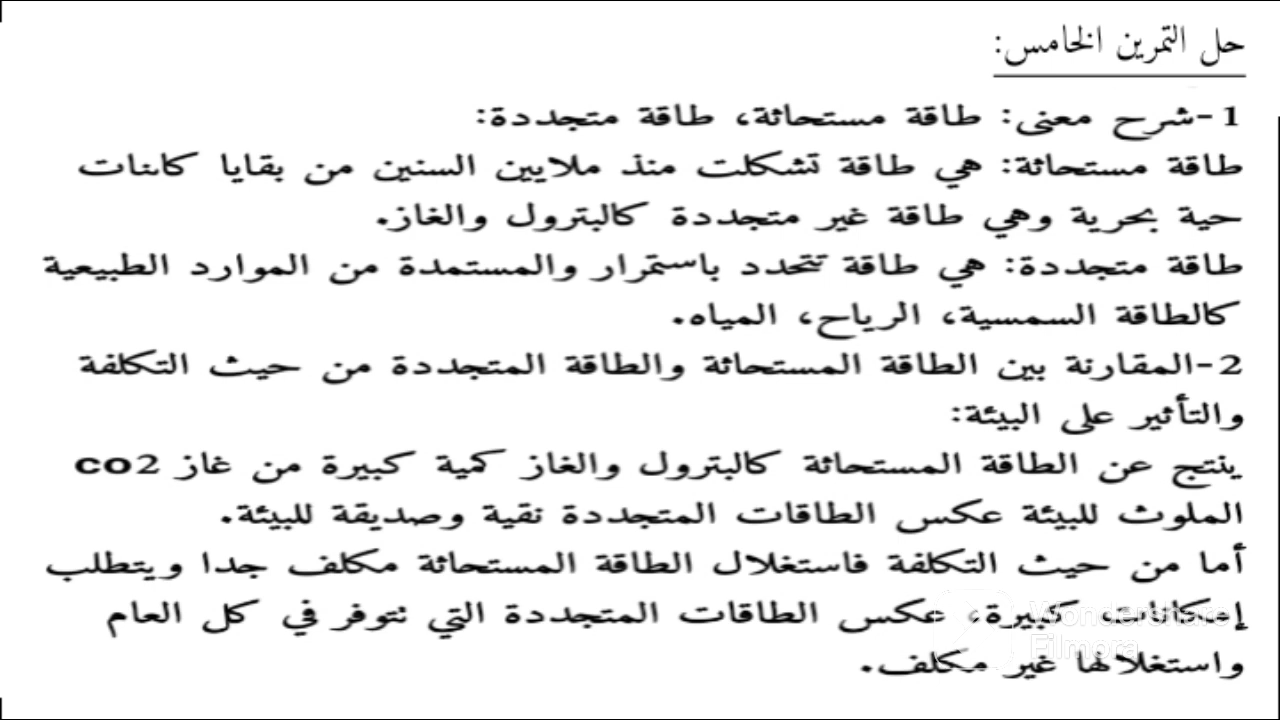 حل التمرين الخامس:
1-شرح معنى: طاقة مستحاثة، طاقة متجددة:
طاقة مستحاثة: هي طاقة تشكلت منذ ملايين السنين من بقايا كائنات
حية بحرية وهي طاقة غير متجددة كالبترول والغاز.
طاقة متجددة: هي طاقة تتحدد باستمرار والمستمدة من الموارد الطبيعية
كالطاقة السمسية، الرياح، المياه.
2-المقارنة بين الطاقة المستحاثة والطاقة المتجددة من حيث التكلفة
والتأثير على البيئة:
ينتج عن الطاقة المستحاثة كالبترول والغاز كمية كبيرة من غاز co2
الملوث للبيئة عكس الطاقات المتجددة نقية وصديقة للبيئة.
أما من حيث التكلفة فاستغلال الطاقة المستحاثة مكلف جدا ويتطلب
إمكانات كبيرة، عكس الطاقات المتجددة التي تتوفر في كل العام
واستغلالها غير مكلف.
Wondershare
Filmora